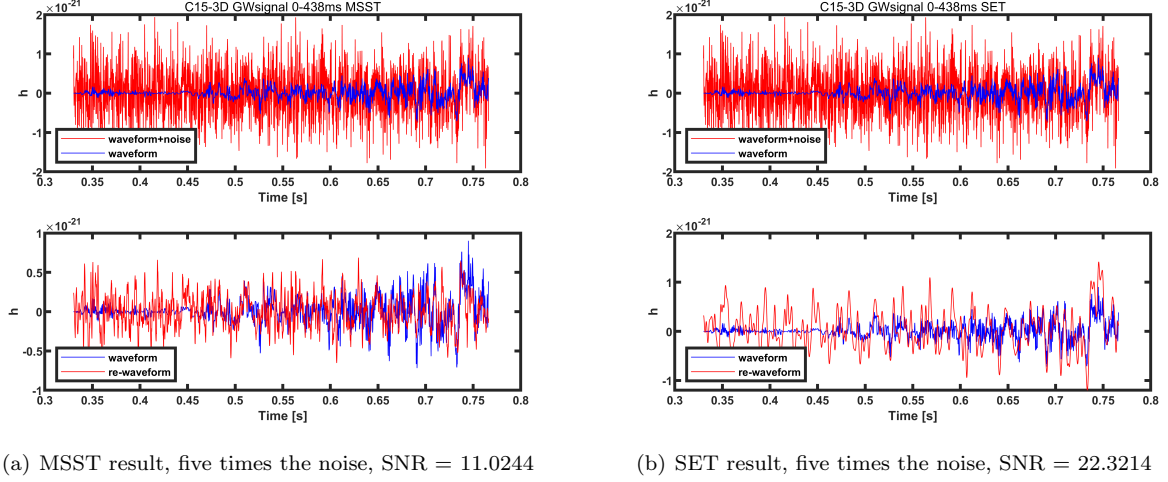 C15-3D GWsignal 0-438ms MSST
×10-21
2
1
0
-1
-2
h
waveform+noise
waveform
0.3 0.35 0.4 0.45 0.5 0.55 0.6 0.65 0.7 0.75 0.8
Time [s]
×10-21
1
0.5
0
-0.5
-1
h
waveform
re-waveform
0.3 0.35 0.4 0.45 0.5 0.55 0.6 0.65 0.7 0.75 0.8
Time [s]
(a) MSST result, five times the noise, SNR = 11.0244
C15-3D GWsignal 0-438ms SET
×10-21
2
1
0
-1
-2
h
waveform+noise
waveform
0.3 0.35 0.4 0.45 0.5 0.55 0.6 0.65 0.7 0.75 0.8
Time [s]
×10-21
2
1
0
-1
h
waveform
re-waveform
0.3 0.35 0.4 0.45 0.5 0.55 0.6 0.65 0.7 0.75 0.8
Time [s]
(b) SET result, five times the noise, SNR = 22.3214